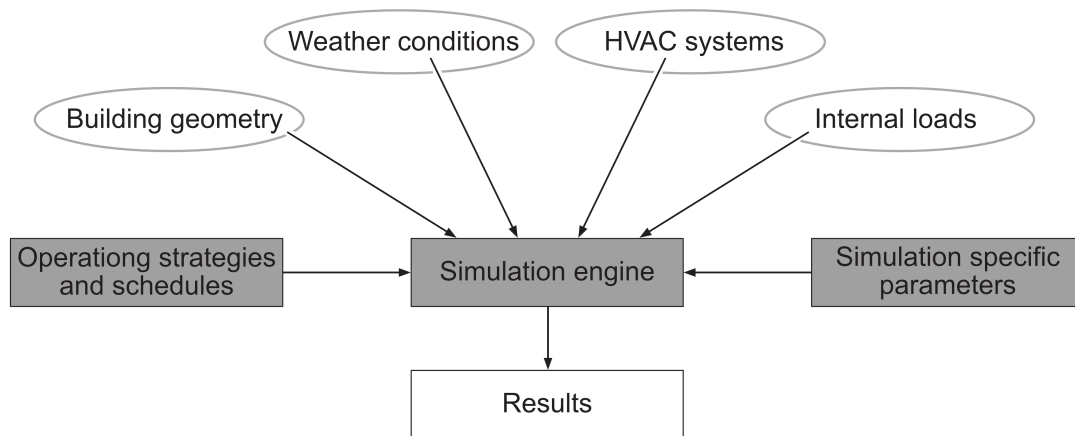 Weather conditions
HVAC systems
Building geometry
Internal loads
Operationg strategies
and schedules
Simulation engine
Simulation specific
parameters
Results